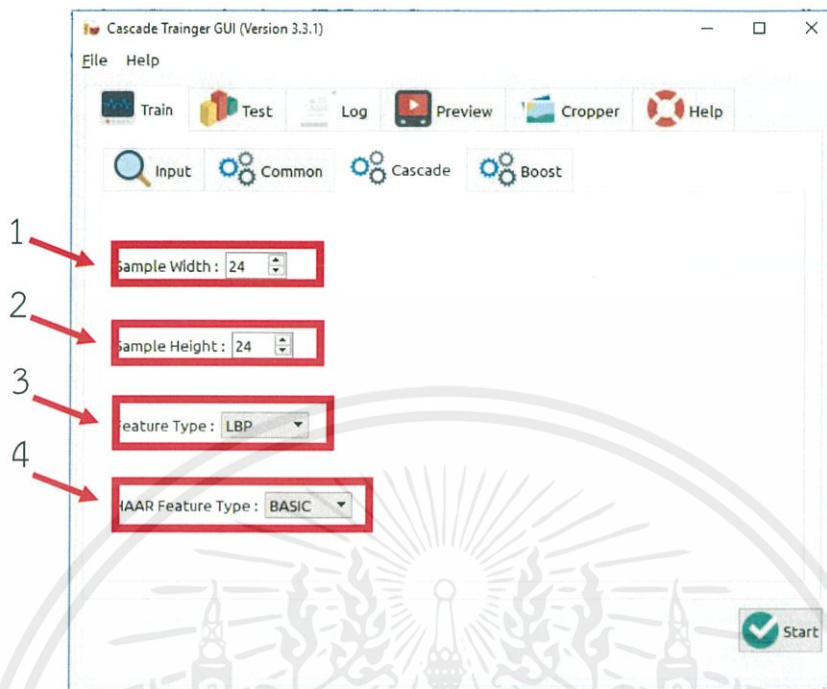 Cascade Trainger GUI (Version 3.3.1)
File Help
Train Test Log Preview Cropper Help
Input Common Cascade Boost
1
Sample Width : 24
2
Sample Height : 24
3
Feature Type : LBP
4
HAAR Feature Type : BASIC
Start